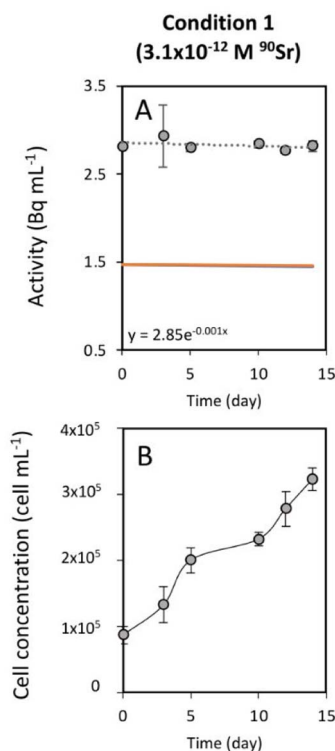 Condition 1
(3.1x10⁻¹² M ⁹⁰Sr)
3.5
A
2.5
1.5
y = 2.85e⁻⁰·⁰⁰¹ˣ
0.5
0 5 10 15
Time (day)
Activity (Bq mL⁻¹)
4x10⁵
B
3x10⁵
2x10⁵
1x10⁵
0
0 5 10 15
Time (day)
Cell concentration (cell mL⁻¹)